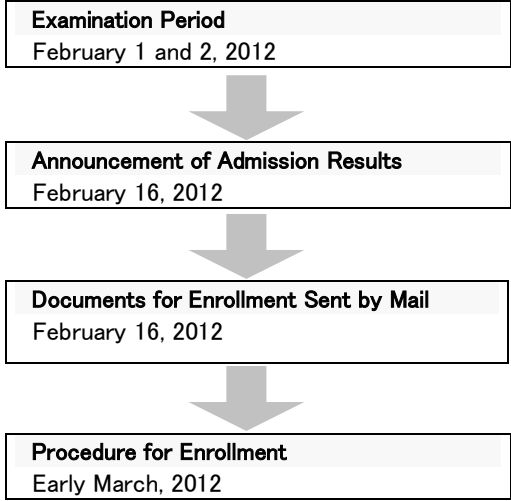 Examination Period
February 1 and 2, 2012
Announcement of Admission Results
February 16, 2012
Documents for Enrollment Sent by Mail
February 16, 2012
Procedure for Enrollment
Early March, 2012